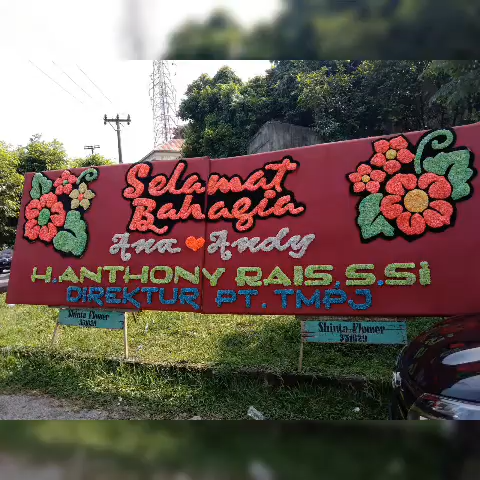 Selamat
Bahagia
Ana Andy
H.ANTHONY RAIS,S.Si
DIREKTUR PT. TMPJ
Shinta Flower
Shinta Flower